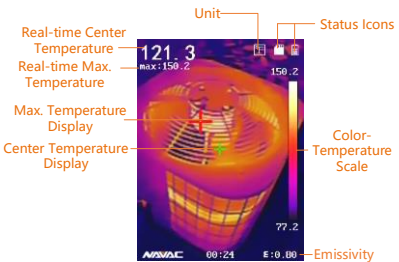 Unit
Status Icons
Real-time Center
Temperature
121.3
Real-time Max.
Temperature
max:150.2
150.2
Max. Temperature
Display
Center Temperature
Display
Color-
Temperature
Scale
77.2
NAVAC
00:24
E:0.80
Emissivity